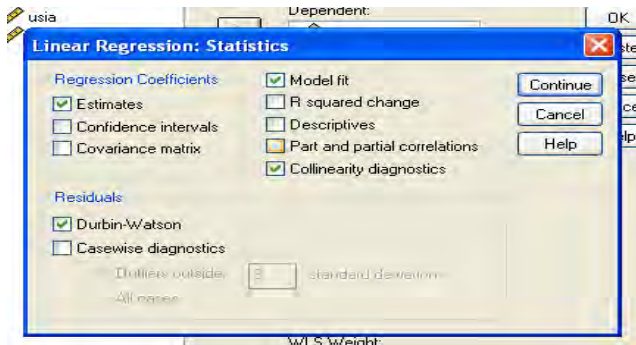 usia
Dependent:
OK
Linear Regression: Statistics
Regression Coefficients
Estimates
Confidence intervals
Covariance matrix
Model fit
R squared change
Descriptives
Part and partial correlations
Collinearity diagnostics
Continue
Cancel
Help
Residuals
Durbin-Watson
Casewise diagnostics
Outliers outside:
3
standard deviations
All cases
WLS Weight: